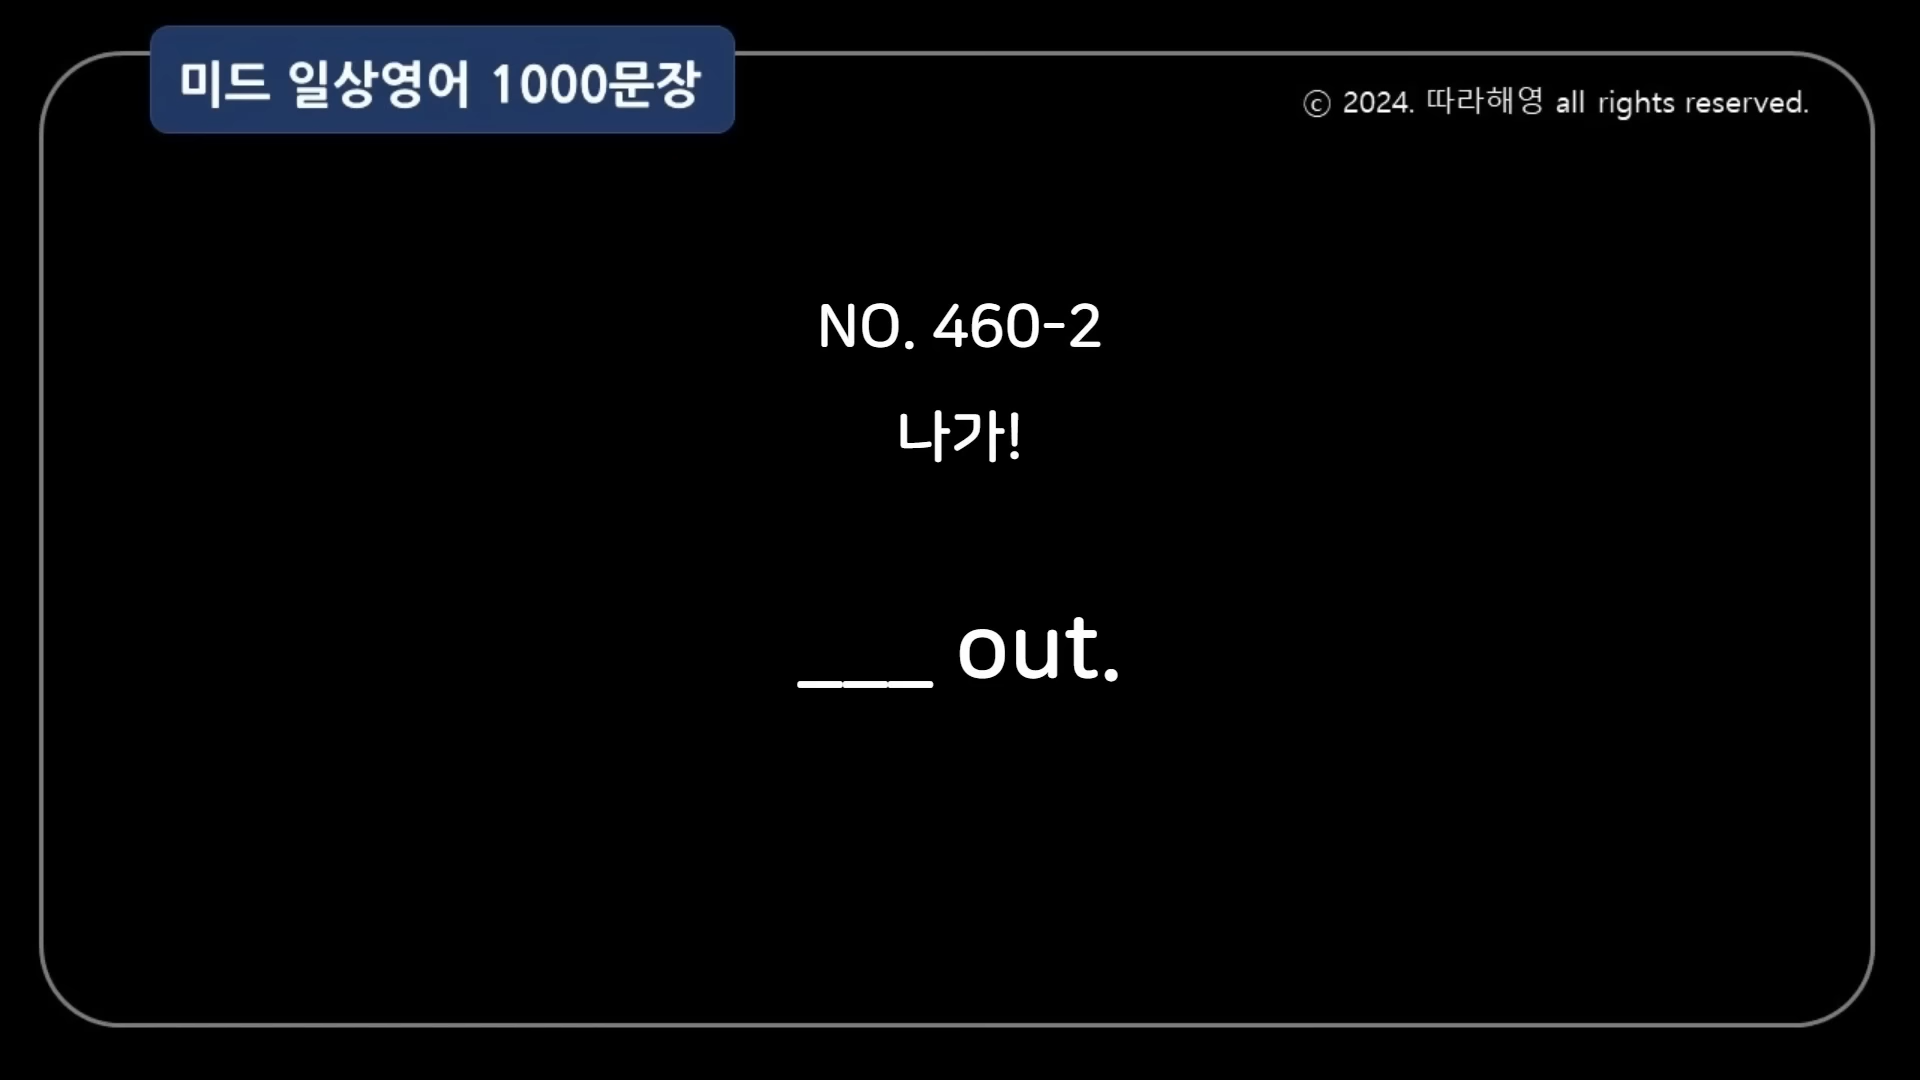 미드 일상영어 1000문장
ⓒ 2024. 따라해영 all rights reserved.
NO. 460-2
나가!
___ out.